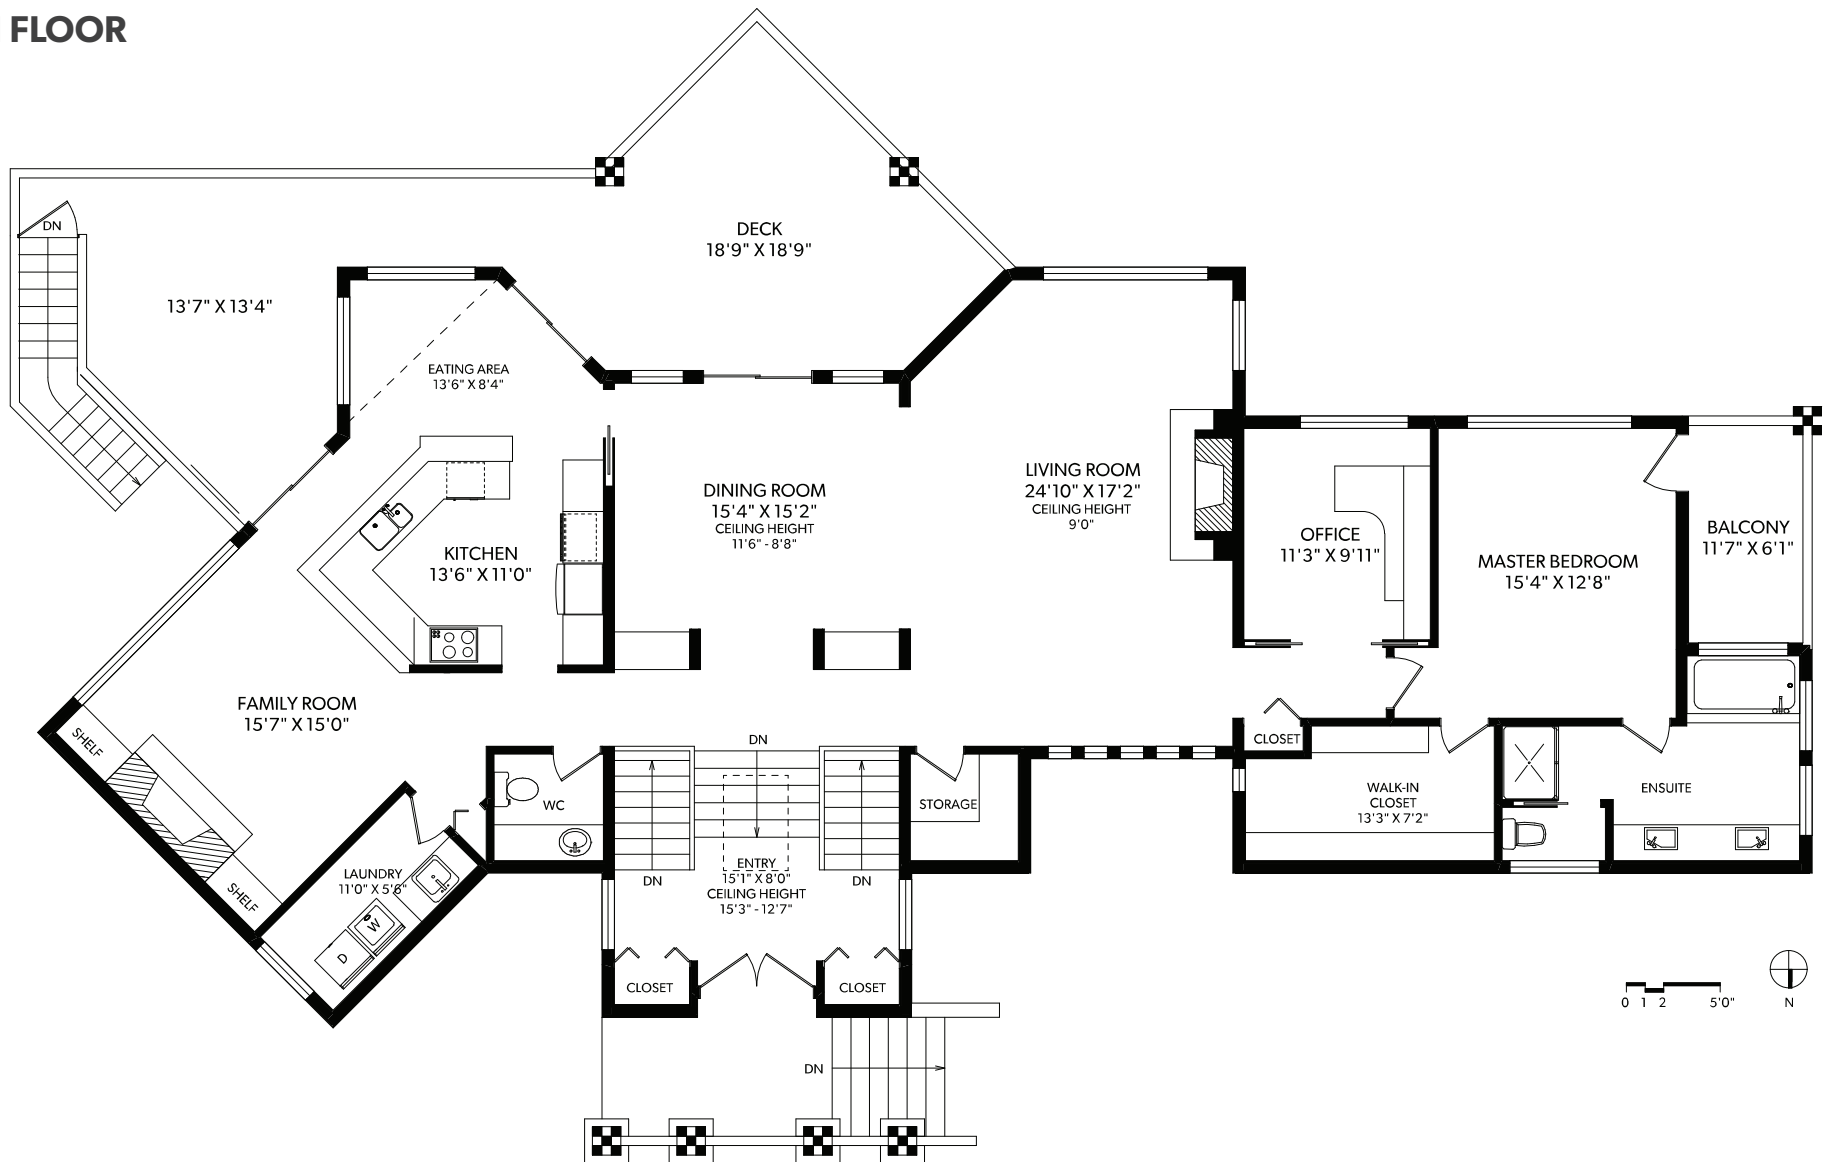 FLOOR
DECK
18'9" X 18'9"
DN
13'7" X 13'4"
EATING AREA
13'6" X 8'4"
LIVING ROOM
24'10" X 17'2"
CEILING HEIGHT
9'0"
DINING ROOM
15'4" X 15'2"
CEILING HEIGHT
11'6" - 8'8"
KITCHEN
13'6" X 11'0"
OFFICE
11'3" X 9'11"
MASTER BEDROOM
15'4" X 12'8"
BALCONY
11'7" X 6'1"
FAMILY ROOM
15'7" X 15'0"
SHELF
DN
CLOSET
WC
STORAGE
WALK-IN
CLOSET
13'3" X 7'2"
ENSUITE
LAUNDRY
11'0" X 5'6"
SHELF
DN
ENTRY
15'1" X 8'0"
CEILING HEIGHT
15'3" - 12'7"
DN
W
D
CLOSET
CLOSET
0 1 2 5'0"
N
DN